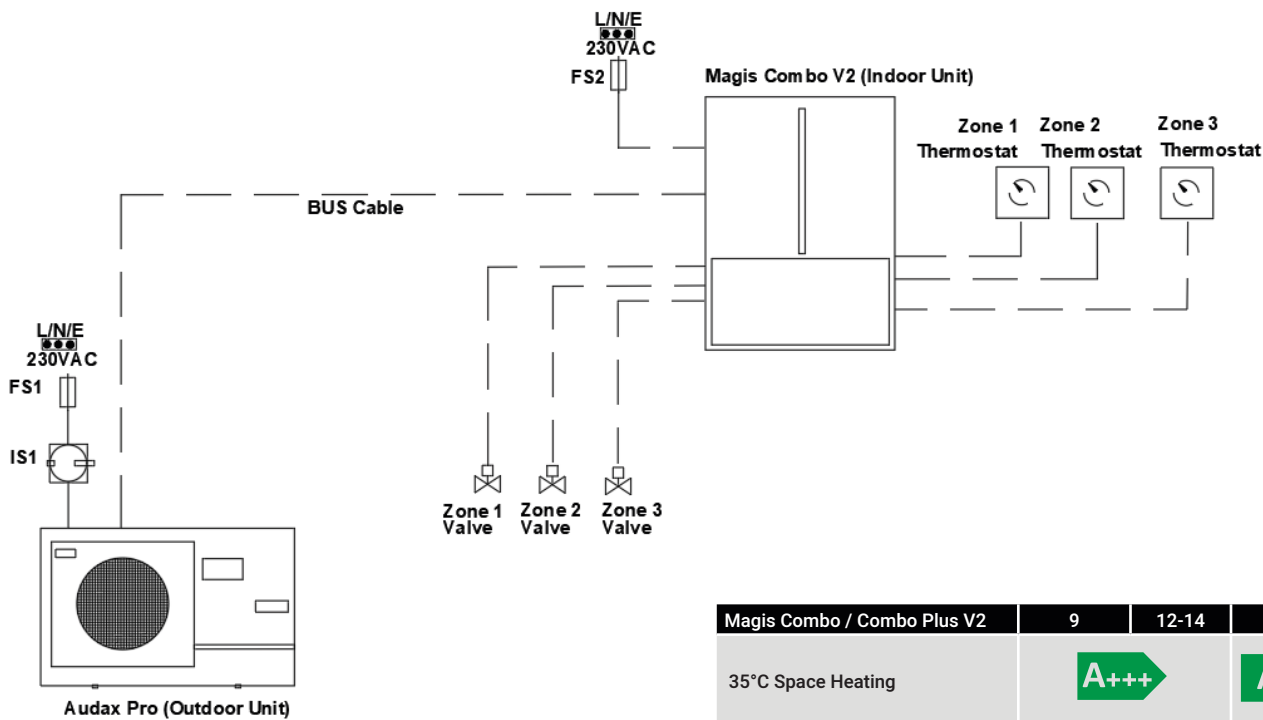 L/N/E
230VAC
FS2
Magis Combo V2 (Indoor Unit)
Zone 1 Thermostat
Zone 2 Thermostat
Zone 3 Thermostat
BUS Cable
L/N/E
230VAC
FS1
IS1
Zone 1 Valve
Zone 2 Valve
Zone 3 Valve
Audax Pro (Outdoor Unit)
Magis Combo / Combo Plus V2 9 12-14
35°C Space Heating A+++